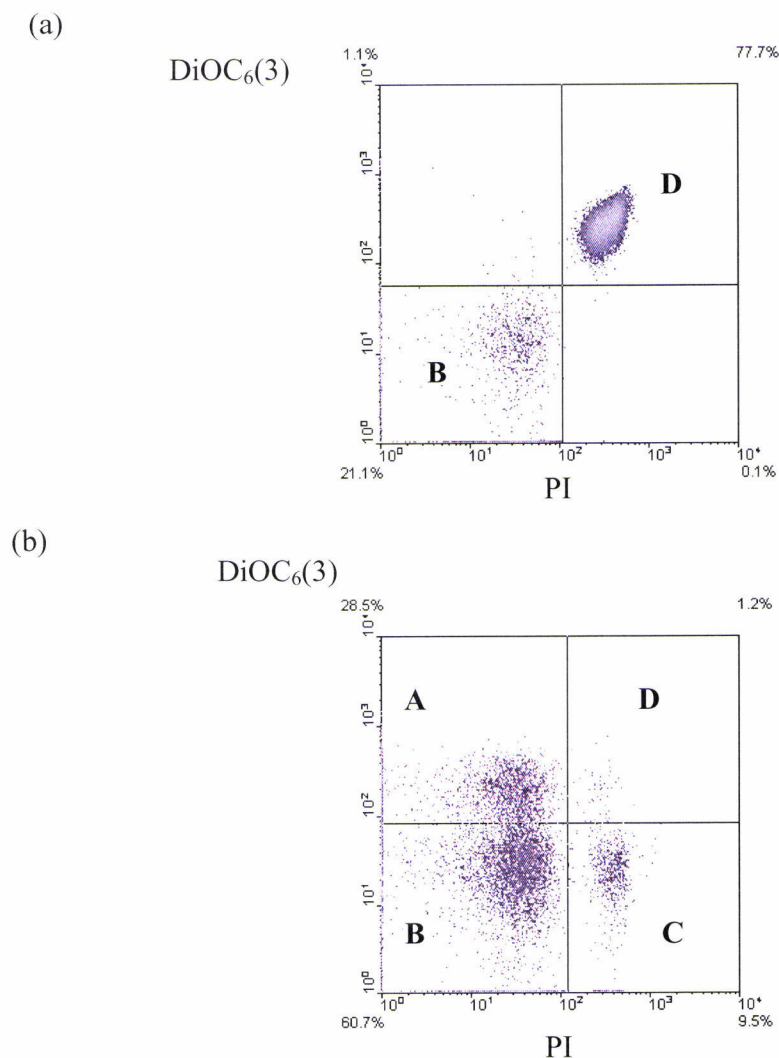 (a)
DiOC₆(3)
1.1% 77.7%
10⁴
10³
10²
10¹
10⁰
D
B
10⁰ 10¹ 10² 10³ 10⁴
21.1% 0.1%
PI
(b)
DiOC₆(3)
28.5% 1.2%
10⁴
10³
10²
10¹
10⁰
A D
B C
10⁰ 10¹ 10² 10³ 10⁴
60.7% 9.5%
PI